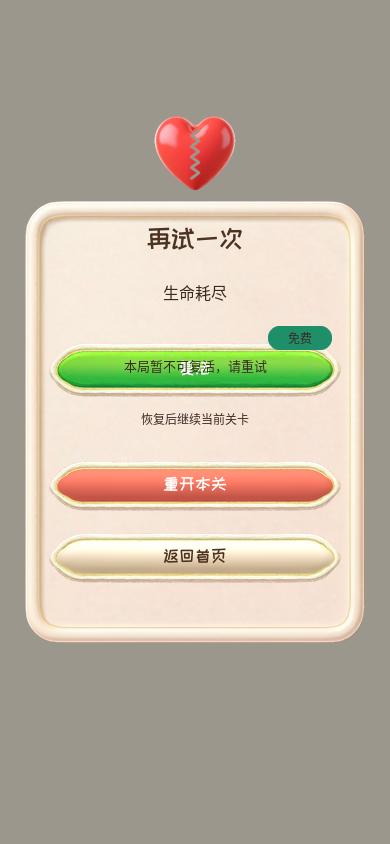 再试一次
生命耗尽
免费
本局暂不可复活，请重试
恢复后继续当前关卡
重开本关
返回首页